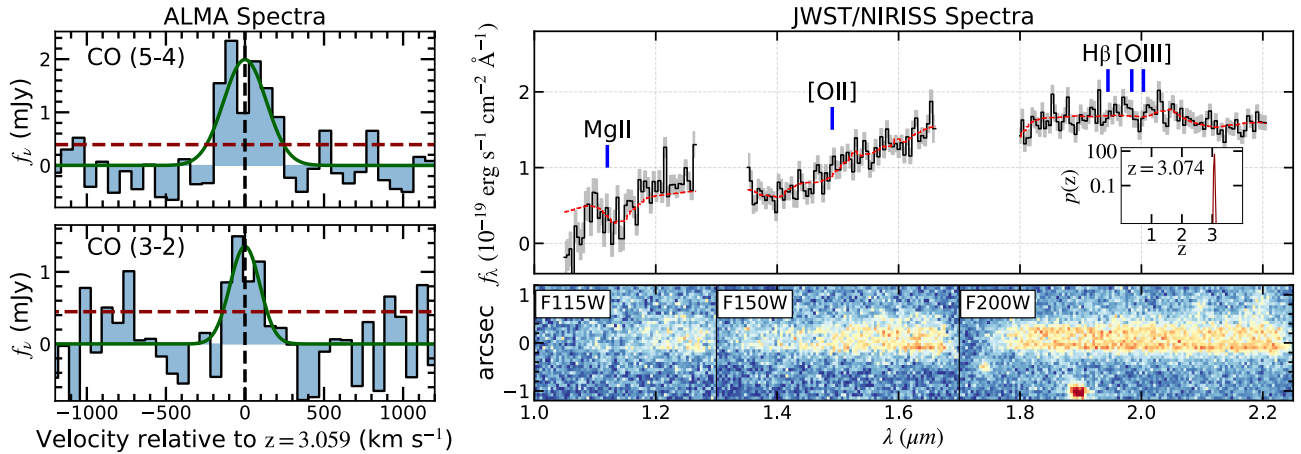 ALMA Spectra
CO (5-4)
2
1
0
f_ν (mJy)
CO (3-2)
1
0
f_ν (mJy)
−1000 −500 0 500 1000
Velocity relative to z = 3.059 (km s⁻¹)
JWST/NIRISS Spectra
MgII
[OII]
Hβ [OIII]
2
1
0
fλ (10⁻¹⁹ erg s⁻¹ cm⁻² Å⁻¹)
z = 3.074
100
0.1
p(z)
1 2 3
z
F115W
F150W
F200W
1
0
−1
arcsec
1.0 1.2 1.4 1.6 1.8 2.0 2.2
λ (μm)